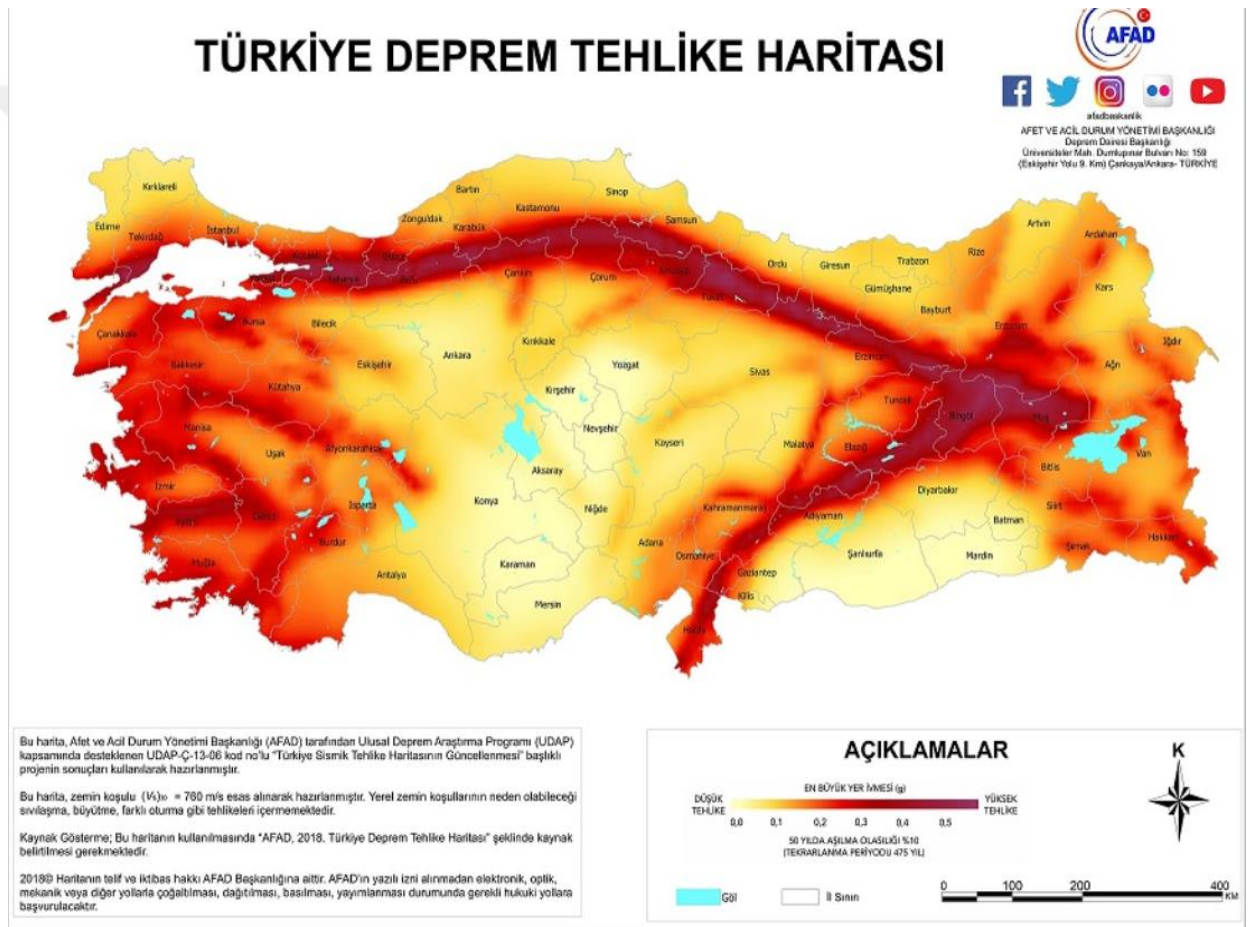 TÜRKİYE DEPREM TEHLİKE HARİTASI
AFAD
afadbaskanlik
AFET VE ACİL DURUM YÖNETİMİ BAŞKANLIĞI
Deprem Dairesi Başkanlığı
Üniversiteler Mah. Dumlupınar Bulvarı No: 159
(Eskişehir Yolu 9. Km) Çankaya/Ankara- TÜRKİYE
Kırklareli
Edirne
Tekirdağ
İstanbul
Zonguldak
Bartın
Karabük
Kastamonu
Sinop
Samsun
Ordu
Giresun
Trabzon
Rize
Artvin
Ardahan
Gümüşhane
Bayburt
Kars
Çankırı
Çorum
Amasya
Tokat
Erzincan
Erzurum
Iğdır
Ağrı
Çanakkale
Bursa
Bilecik
Balıkesir
Kütahya
Eskişehir
Ankara
Kırıkkale
Yozgat
Kırşehir
Sivas
Tunceli
Bingöl
Muş
Manisa
Uşak
Afyonkarahisar
Nevşehir
Kayseri
Malatya
Elazığ
Bitlis
Van
İzmir
Aydın
Denizli
Isparta
Burdur
Konya
Aksaray
Niğde
Kahramanmaraş
Adıyaman
Diyarbakır
Batman
Siirt
Şırnak
Hakkari
Muğla
Antalya
Karaman
Mersin
Adana
Osmaniye
Gaziantep
Kilis
Hatay
Şanlıurfa
Mardin
Bu harita, Afet ve Acil Durum Yönetimi Başkanlığı (AFAD) tarafından Ulusal Deprem Araştırma Programı (UDAP)
kapsamında desteklenen UDAP-Ç-13-06 kod no'lu "Türkiye Sismik Tehlike Haritasının Güncellenmesi" başlıklı
projenin sonuçları kullanılarak hazırlanmıştır.
Bu harita, zemin koşulu = 760 m/s esas alınarak hazırlanmıştır. Yerel zemin koşullarının neden olabileceği
sıvılaşma, büyütme, farklı oturma gibi tehlikeleri içermemektedir.
Kaynak Gösterme; Bu haritanın kullanılmasında "AFAD, 2018. Türkiye Deprem Tehlike Haritası" şeklinde kaynak
belirtilmesi gerekmektedir.
2018© Haritanın telif ve iktibas hakkı AFAD Başkanlığına aittir. AFAD'ın yazılı izni alınmadan elektronik, optik,
mekanik veya diğer yollarla çoğaltılması, dağıtılması, basılması, yayımlanması durumunda gerekli hukuki yollara
başvurulacaktır.
AÇIKLAMALAR
K
EN BÜYÜK YER İVMESİ (g)
DÜŞÜK TEHLİKE
YÜKSEK TEHLİKE
0,0 0,1 0,2 0,3 0,4 0,5
50 YILDA AŞILMA OLASILIĞI %10
(TEKRARLANMA PERİYODU 475 YIL)
Göl
İl Sınırı
0 100 200 400
KM